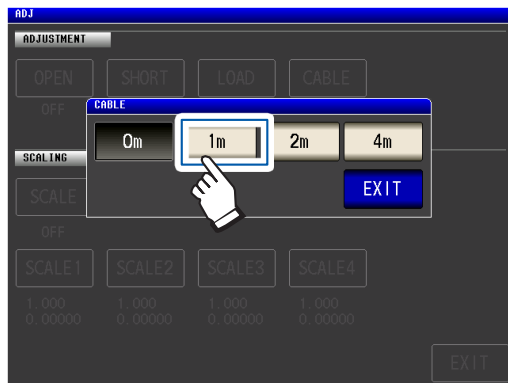 ADJ
ADJUSTMENT
OPEN SHORT LOAD CABLE
OFF
CABLE
0m 1m 2m 4m
EXIT
SCALING
SCALE
OFF
SCALE1 SCALE2 SCALE3 SCALE4
1.000 1.000 1.000 1.000
0.00000 0.00000 0.00000 0.00000
EXIT